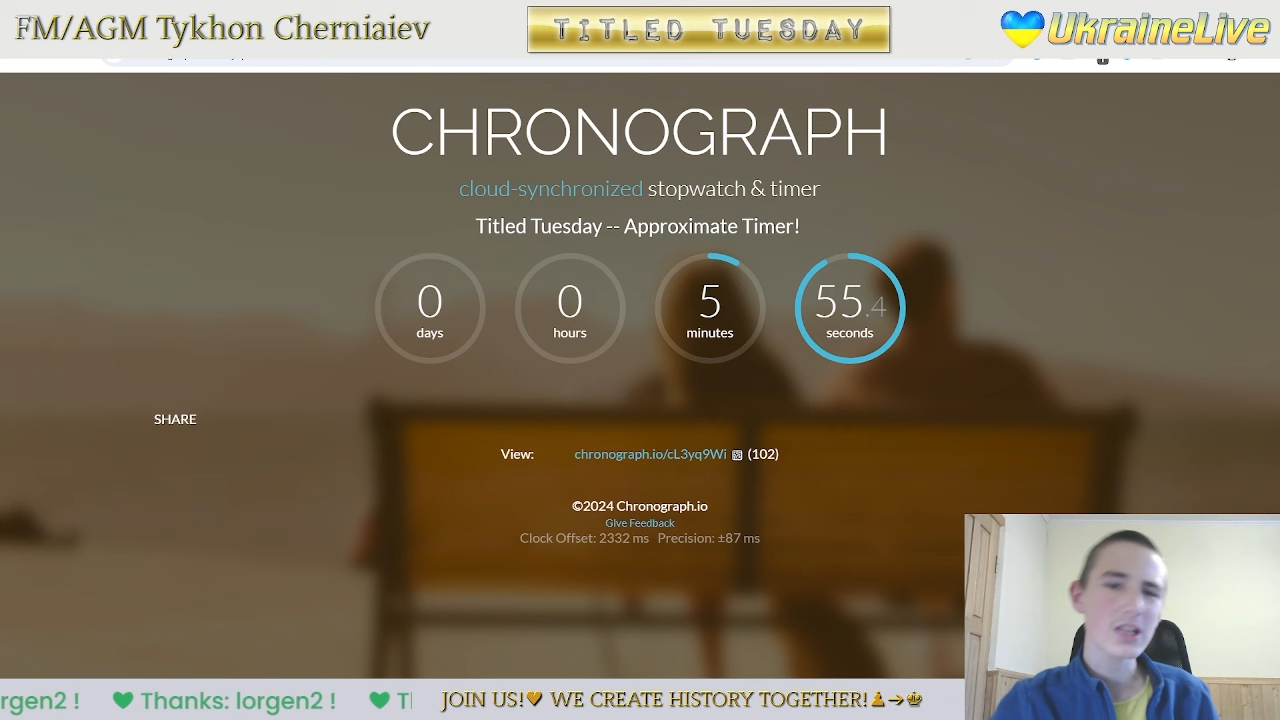 FM/AGM Tykhon Cherniaiev
TITLED TUESDAY
UkraineLive
CHRONOGRAPH
cloud-synchronized stopwatch & timer
Titled Tuesday -- Approximate Timer!
0 days
0 hours
5 minutes
55.4 seconds
SHARE
View: chronograph.io/cL3yq9Wi (102)
©2024 Chronograph.io
Give Feedback
Clock Offset: 2332 ms Precision: ±87 ms
rgen2 ! 💚 Thanks: lorgen2 ! 💚 Tl
JOIN US!🧡 WE CREATE HISTORY TOGETHER!♟➔♚